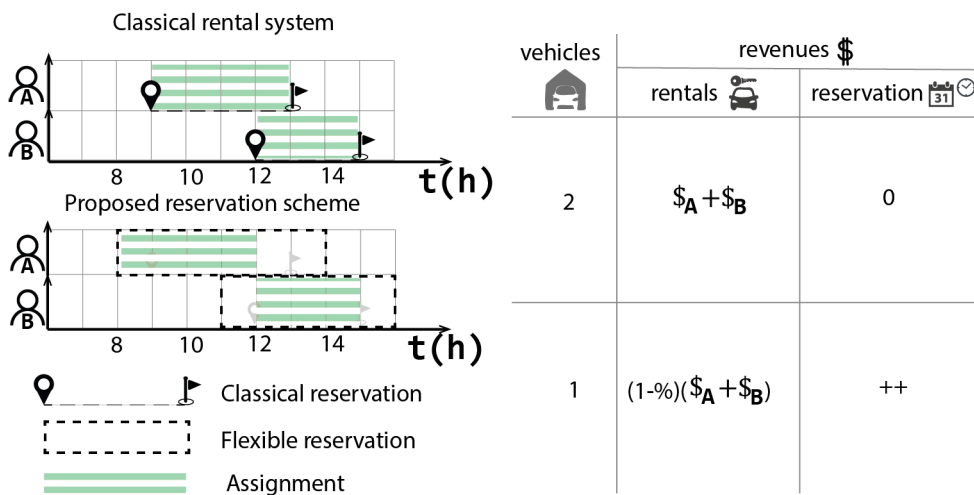 Classical rental system
A
B
8 10 12 14
t(h)
Proposed reservation scheme
A
B
8 10 12 14
t(h)
Classical reservation
Flexible reservation
Assignment
vehicles
revenues $
rentals
reservation
31
2
$A+$B
0
1
(1-%)($A+$B)
++